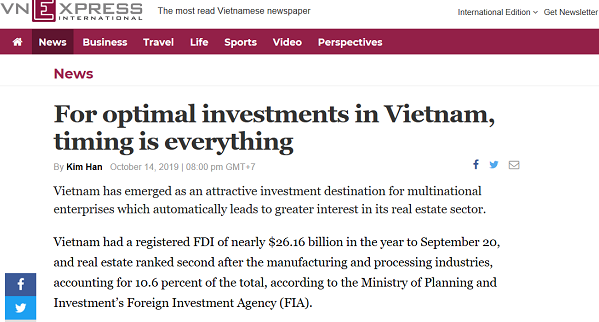 VNEXPRESS
INTERNATIONAL
The most read Vietnamese newspaper
International Edition
Get Newsletter
News Business Travel Life Sports Video Perspectives
News
For optimal investments in Vietnam,
timing is everything
By Kim Han October 14, 2019 | 08:00 pm GMT+7
Vietnam has emerged as an attractive investment destination for multinational
enterprises which automatically leads to greater interest in its real estate sector.
Vietnam had a registered FDI of nearly $26.16 billion in the year to September 20,
and real estate ranked second after the manufacturing and processing industries,
accounting for 10.6 percent of the total, according to the Ministry of Planning and
Investment's Foreign Investment Agency (FIA).